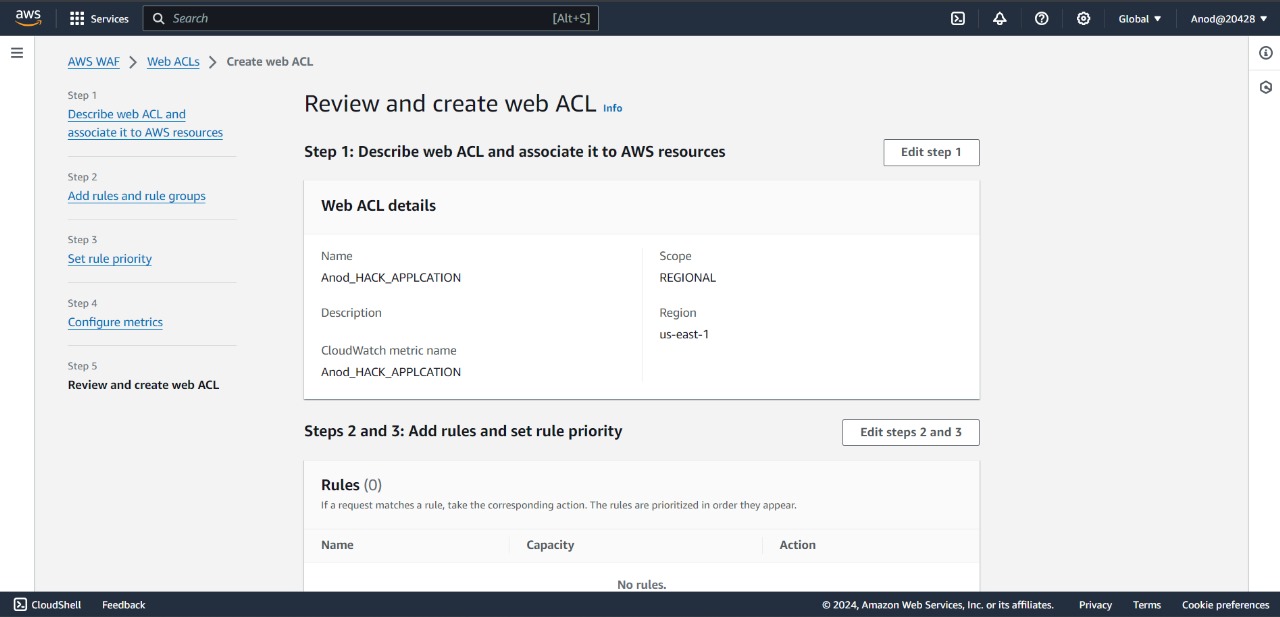 aws
Services
Search
[Alt+S]
Global ▼
Anod@20428 ▼
AWS WAF > Web ACLs > Create web ACL
Step 1
Describe web ACL and
associate it to AWS resources
Step 2
Add rules and rule groups
Step 3
Set rule priority
Step 4
Configure metrics
Step 5
Review and create web ACL
Review and create web ACL Info
Step 1: Describe web ACL and associate it to AWS resources
Edit step 1
Web ACL details
Name
Anod_HACK_APPLCATION
Description
CloudWatch metric name
Anod_HACK_APPLCATION
Scope
REGIONAL
Region
us-east-1
Steps 2 and 3: Add rules and set rule priority
Edit steps 2 and 3
Rules (0)
If a request matches a rule, take the corresponding action. The rules are prioritized in order they appear.
Name
Capacity
Action
No rules.
CloudShell
Feedback
© 2024, Amazon Web Services, Inc. or its affiliates.
Privacy
Terms
Cookie preferences